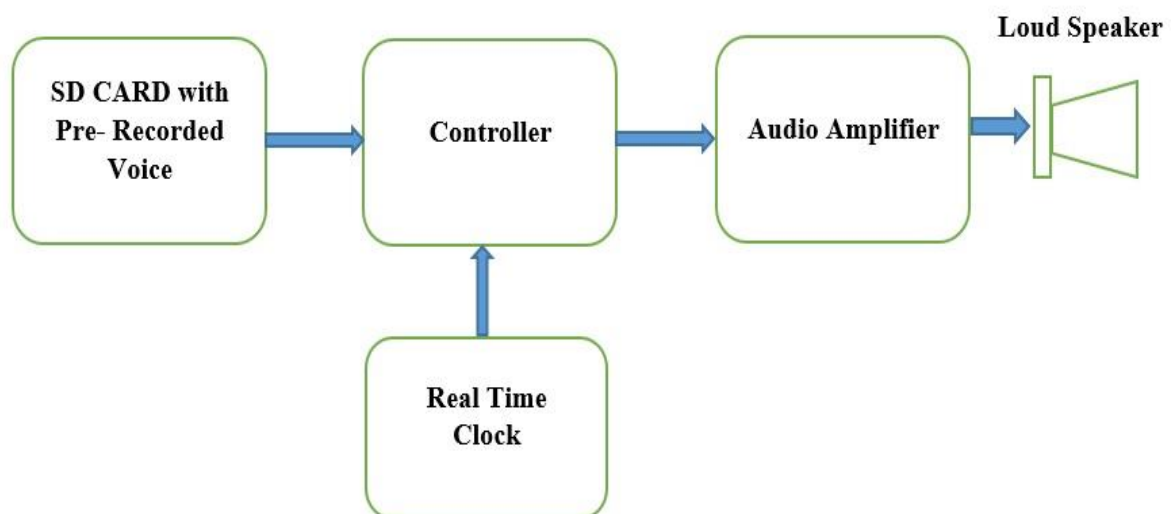 Loud Speaker
SD CARD with
Pre- Recorded
Voice
Controller
Audio Amplifier
Real Time
Clock